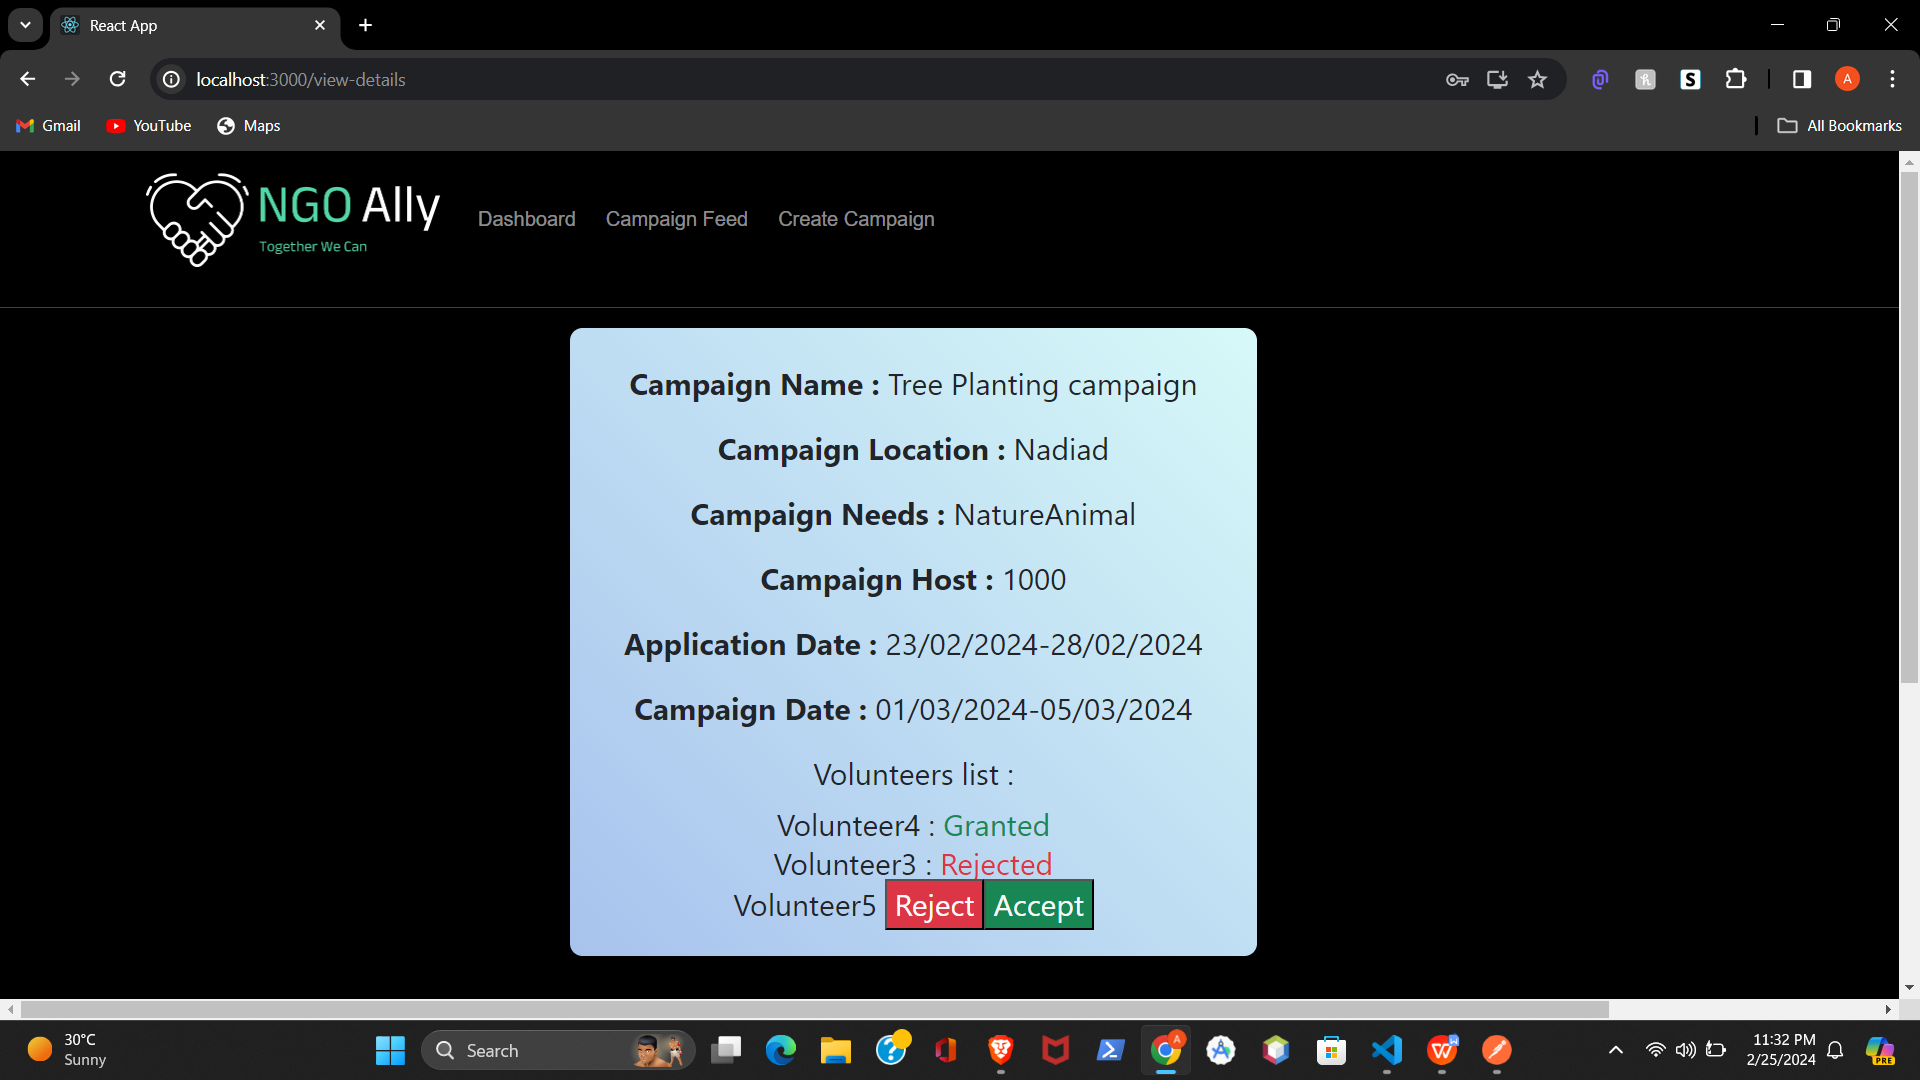 React App
localhost:3000/view-details
A
Gmail YouTube Maps All Bookmarks
NGO Ally
Together We Can
Dashboard Campaign Feed Create Campaign
Campaign Name : Tree Planting campaign
Campaign Location : Nadiad
Campaign Needs : NatureAnimal
Campaign Host : 1000
Application Date : 23/02/2024-28/02/2024
Campaign Date : 01/03/2024-05/03/2024
Volunteers list :
Volunteer4 : Granted
Volunteer3 : Rejected
Volunteer5 Reject Accept
30°C
Sunny
Search
A
11:32 PM
2/25/2024
PRE